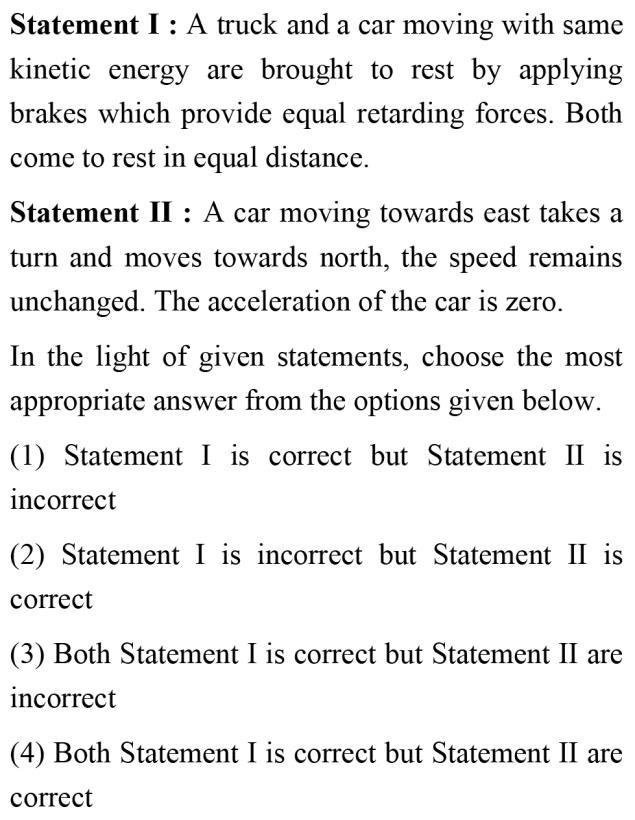 Statement I : A truck and a car moving with same
kinetic energy are brought to rest by applying
brakes which provide equal retarding forces. Both
come to rest in equal distance.
Statement II : A car moving towards east takes a
turn and moves towards north, the speed remains
unchanged. The acceleration of the car is zero.
In the light of given statements, choose the most
appropriate answer from the options given below.
(1) Statement I is correct but Statement II is
incorrect
(2) Statement I is incorrect but Statement II is
correct
(3) Both Statement I is correct but Statement II are
incorrect
(4) Both Statement I is correct but Statement II are
correct